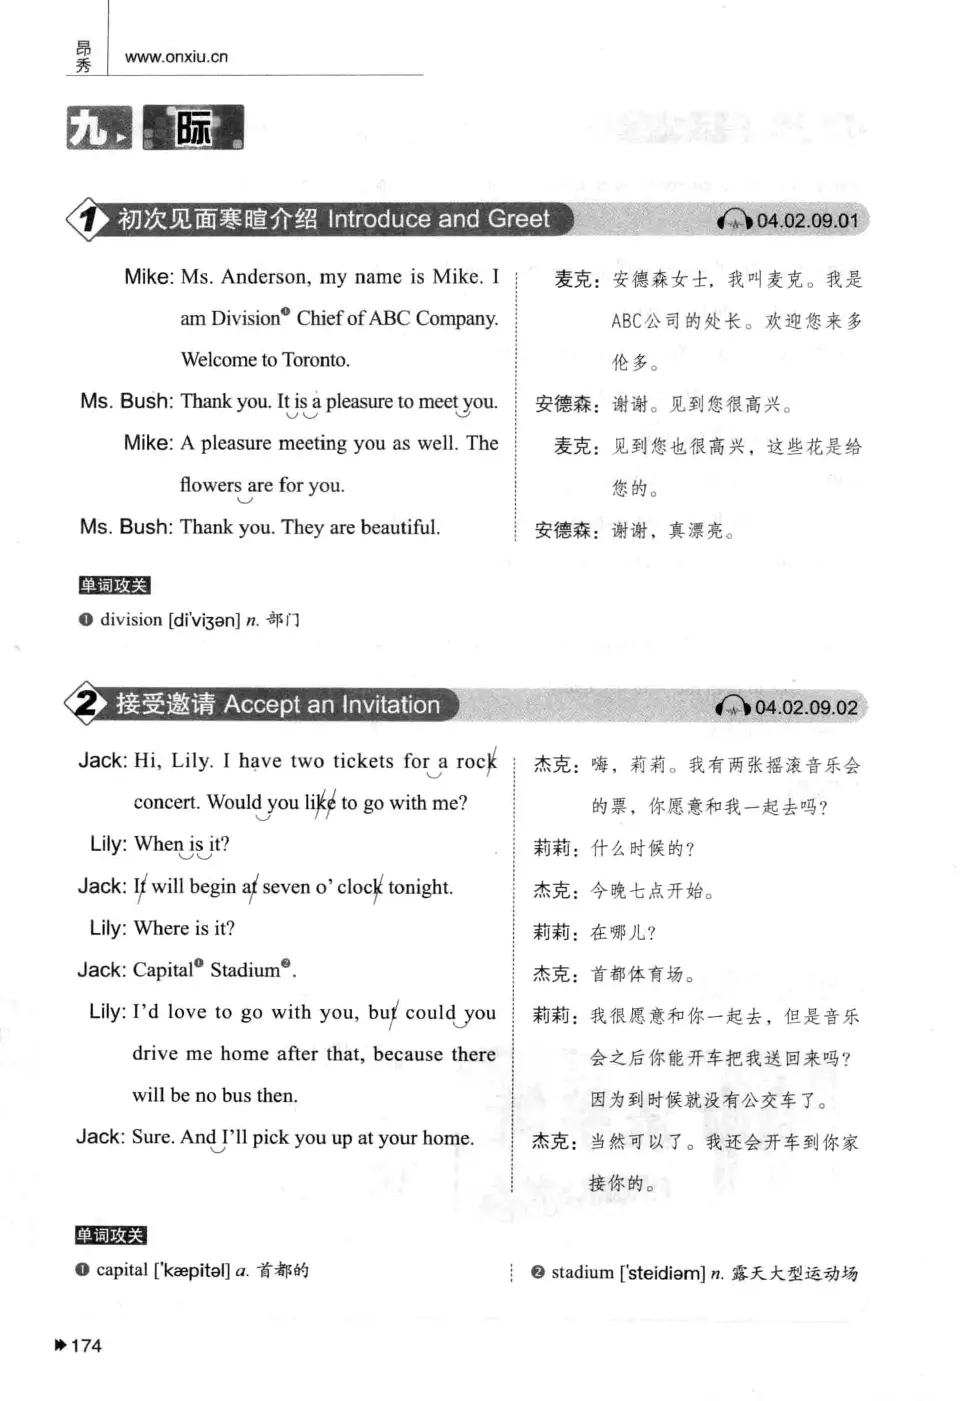 昂秀
www.onxiu.cn
九 际
1 初次见面寒暄介绍 Introduce and Greet 04.02.09.01
Mike: Ms. Anderson, my name is Mike. I
am Division❶ Chief of ABC Company.
Welcome to Toronto.
Ms. Bush: Thank you. It is a pleasure to meet you.
Mike: A pleasure meeting you as well. The
flowers are for you.
Ms. Bush: Thank you. They are beautiful.
麦克：安德森女士，我叫麦克。我是
ABC公司的处长。欢迎您来多
伦多。
安德森：谢谢。见到您很高兴。
麦克：见到您也很高兴，这些花是给
您的。
安德森：谢谢，真漂亮。
单词攻关
❶ division [di'viʒən] n. 部门
2 接受邀请 Accept an Invitation 04.02.09.02
Jack: Hi, Lily. I have two tickets for a rock
concert. Would you like to go with me?
Lily: When is it?
Jack: It will begin at seven o' clock tonight.
Lily: Where is it?
Jack: Capital❶ Stadium❷.
Lily: I'd love to go with you, but could you
drive me home after that, because there
will be no bus then.
Jack: Sure. And I'll pick you up at your home.
杰克：嗨，莉莉。我有两张摇滚音乐会
的票，你愿意和我一起去吗？
莉莉：什么时候的？
杰克：今晚七点开始。
莉莉：在哪儿？
杰克：首都体育场。
莉莉：我很愿意和你一起去，但是音乐
会之后你能开车把我送回来吗？
因为到时候就没有公交车了。
杰克：当然可以了。我还会开车到你家
接你的。
单词攻关
❶ capital ['kæpitəl] a. 首都的
❷ stadium ['steidiəm] n. 露天大型运动场
174